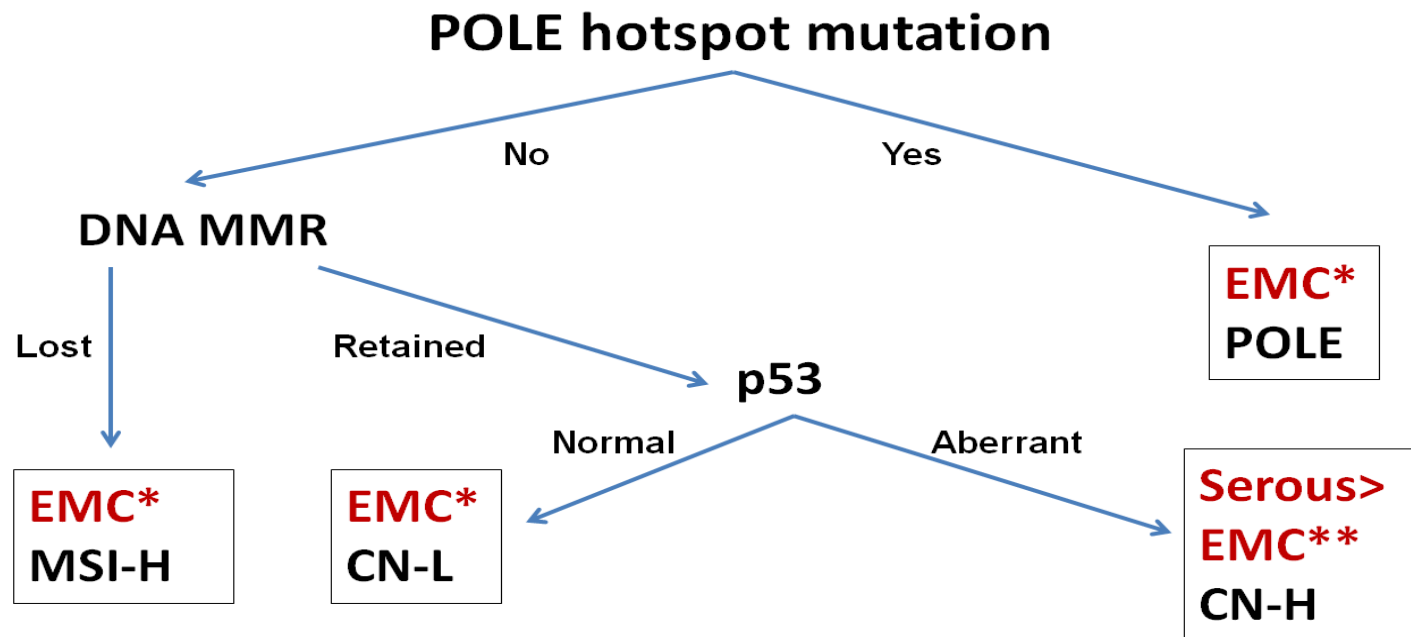 POLE hotspot mutation
No
Yes
DNA MMR
EMC*
POLE
Lost
Retained
p53
Normal
Aberrant
EMC*
MSI-H
EMC*
CN-L
Serous>
EMC**
CN-H